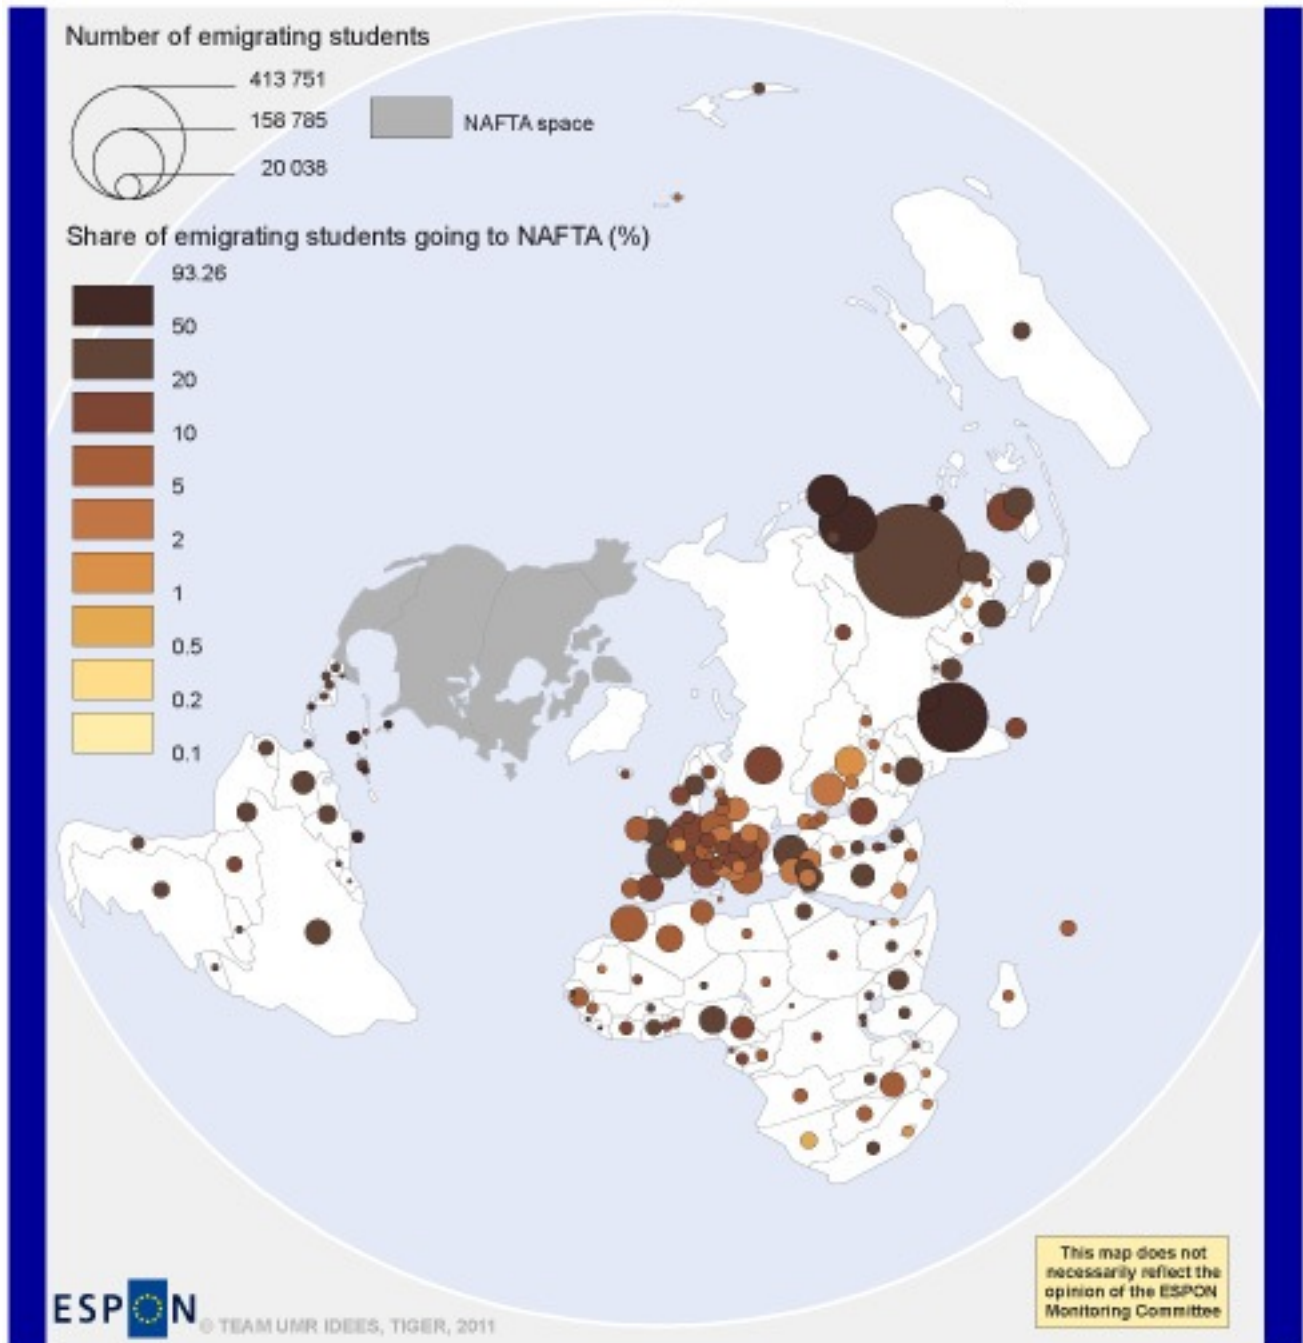 Number of emigrating students
413 751
158 785
20 038
NAFTA space
Share of emigrating students going to NAFTA (%)
93.26
50
20
10
5
2
1
0.5
0.2
0.1
This map does not
necessarily reflect the
opinion of the ESPON
Monitoring Committee
ESPON
© TEAM UMR IDEES, TIGER, 2011